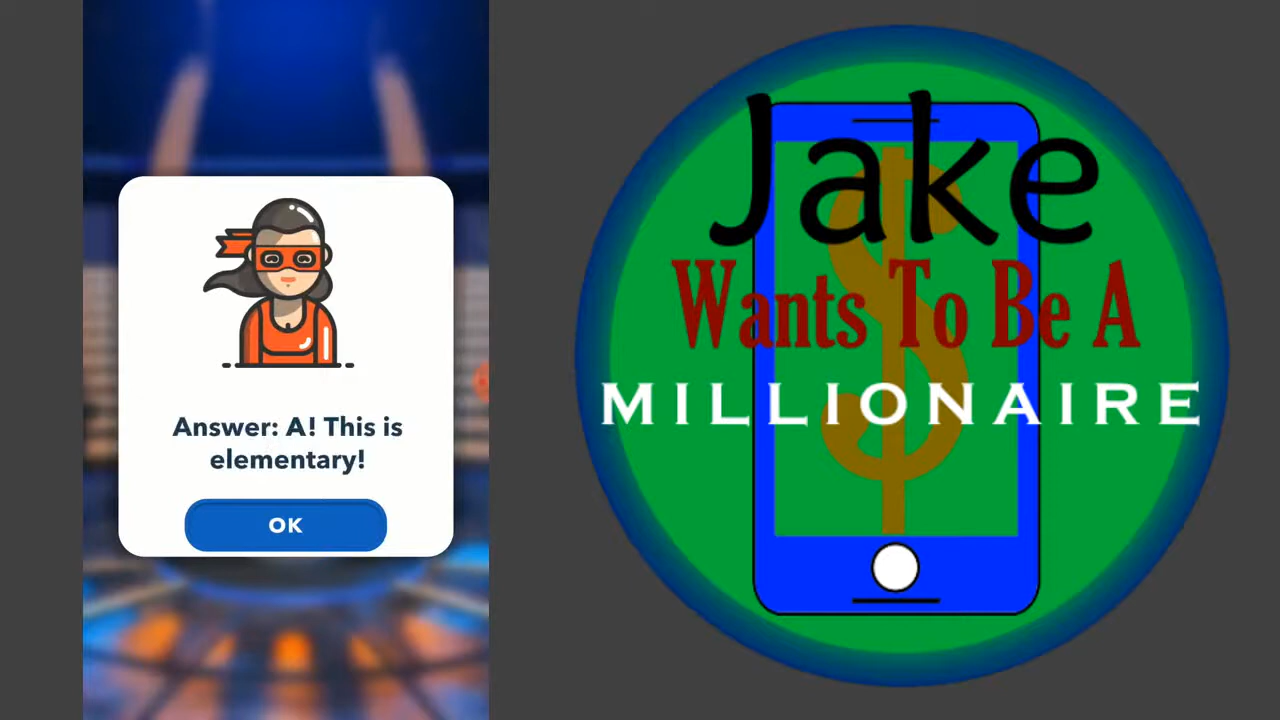 Answer: A! This is
elementary!
OK
Jake
Wants To Be A
MILLIONAIRE